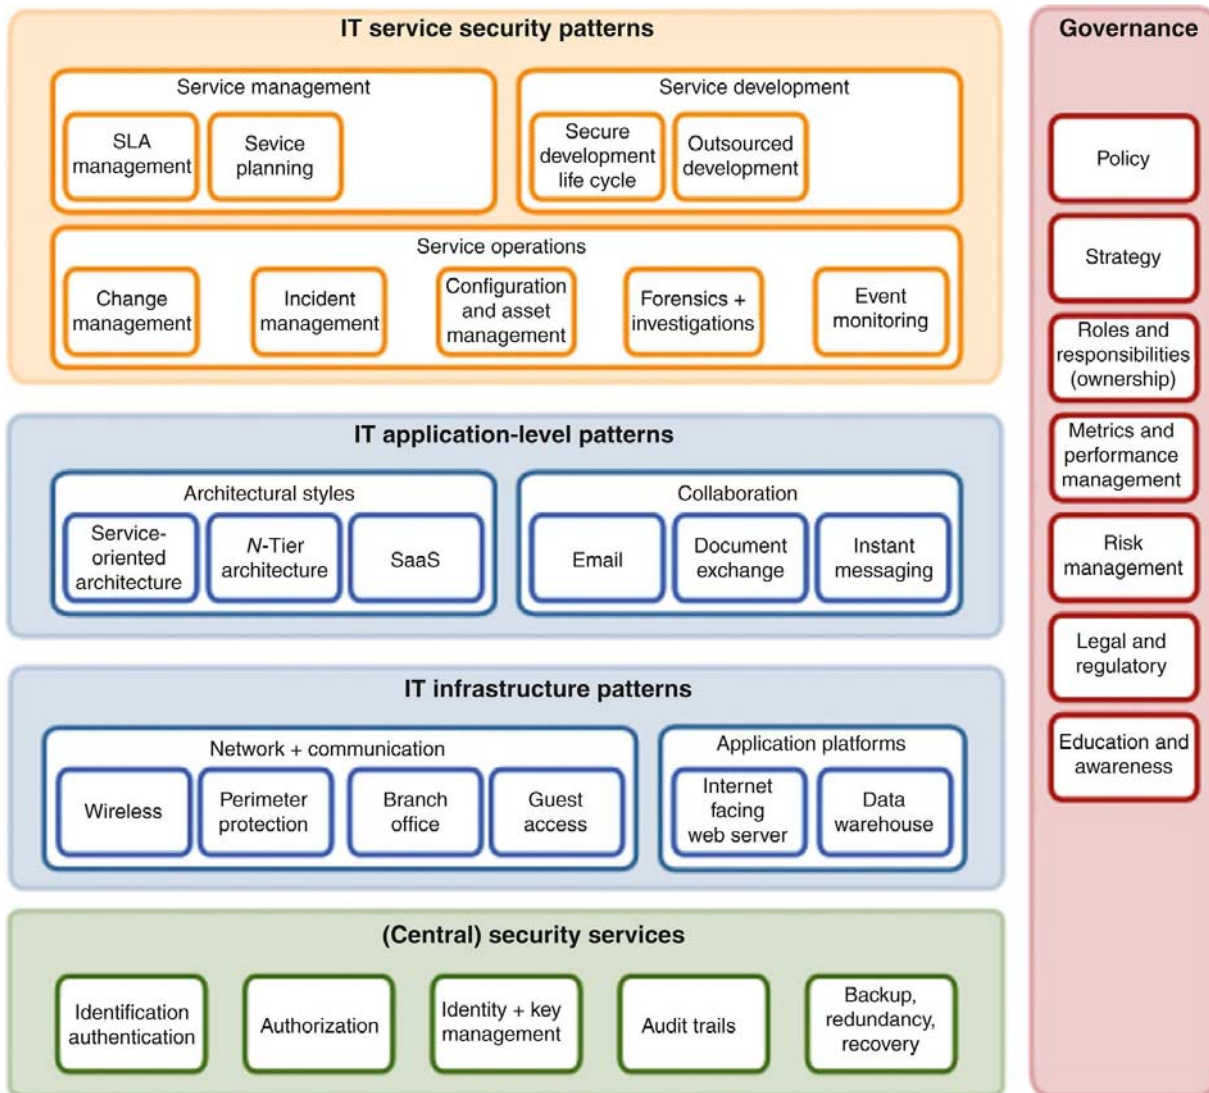 IT service security patterns
Service management
SLA
management
Sevice
planning
Service development
Secure
development
life cycle
Outsourced
development
Service operations
Change
management
Incident
management
Configuration
and asset
management
Forensics +
investigations
Event
monitoring
IT application-level patterns
Architectural styles
Service-
oriented
architecture
N-Tier
architecture
SaaS
Collaboration
Email
Document
exchange
Instant
messaging
IT infrastructure patterns
Network + communication
Wireless
Perimeter
protection
Branch
office
Guest
access
Application platforms
Internet
facing
web server
Data
warehouse
(Central) security services
Identification
authentication
Authorization
Identity + key
management
Audit trails
Backup,
redundancy,
recovery
Governance
Policy
Strategy
Roles and
responsibilities
(ownership)
Metrics and
performance
management
Risk
management
Legal and
regulatory
Education and
awareness